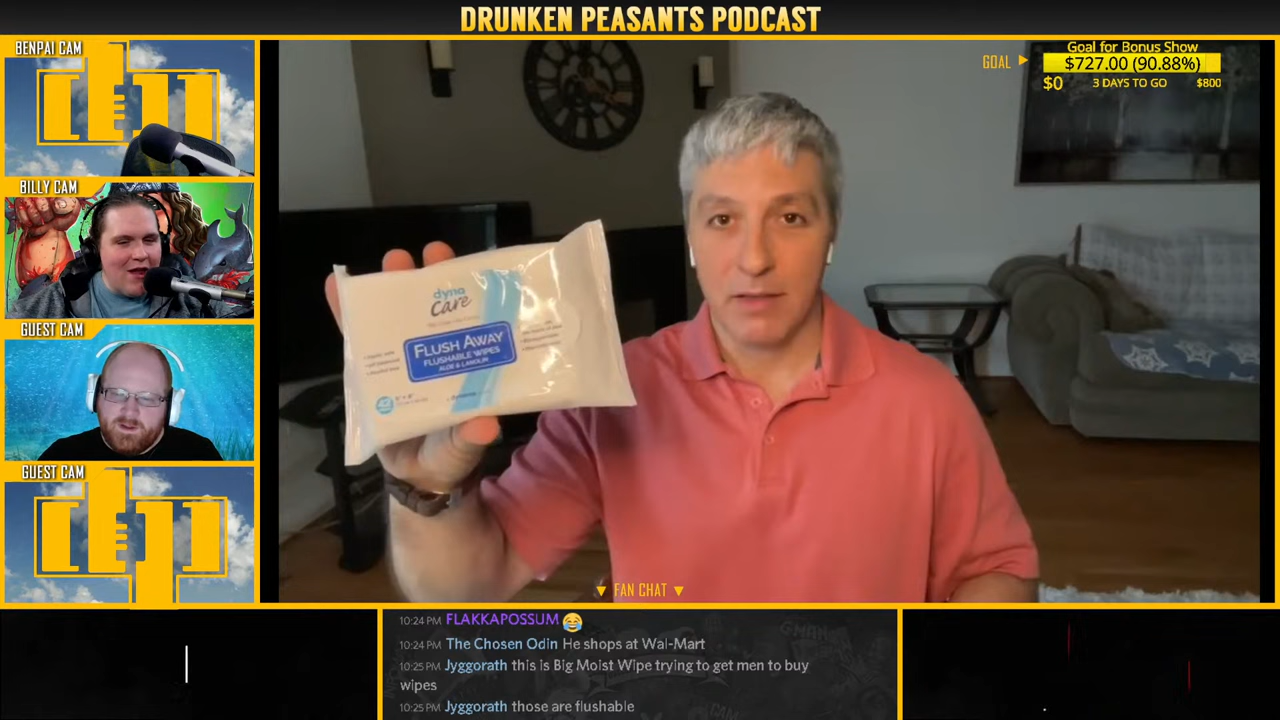 DRUNKEN PEASANTS PODCAST
BENPAI CAM
BILLY CAM
GUEST CAM
GUEST CAM
GOAL
Goal for Bonus Show
$727.00 (90.88%)
$0 3 DAYS TO GO $800
dyna
care
FLUSH AWAY
FLUSHABLE WIPES
ALOE & LANOLIN
▼ FAN CHAT ▼
10:24 PM FLAKKAPOSSUM 😂
10:24 PM The Chosen Odin He shops at Wal-Mart
10:25 PM Jyggorath this is Big Moist Wipe trying to get men to buy
wipes
10:25 PM Jyggorath those are flushable